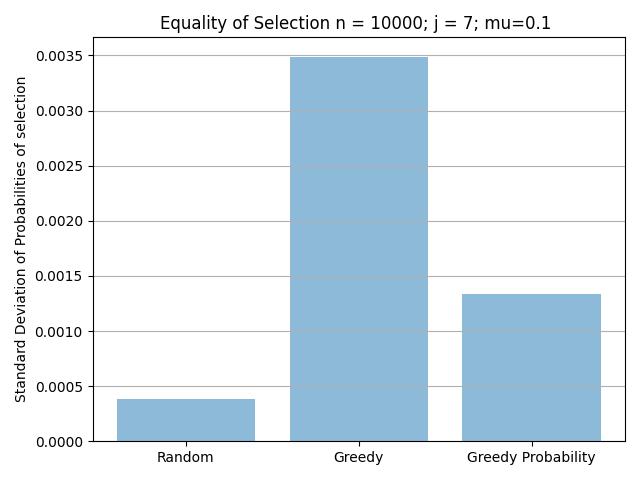 Equality of Selection n = 10000; j = 7; mu=0.1
Standard Deviation of Probabilities of selection
0.0035
0.0030
0.0025
0.0020
0.0015
0.0010
0.0005
0.0000
Random
Greedy
Greedy Probability